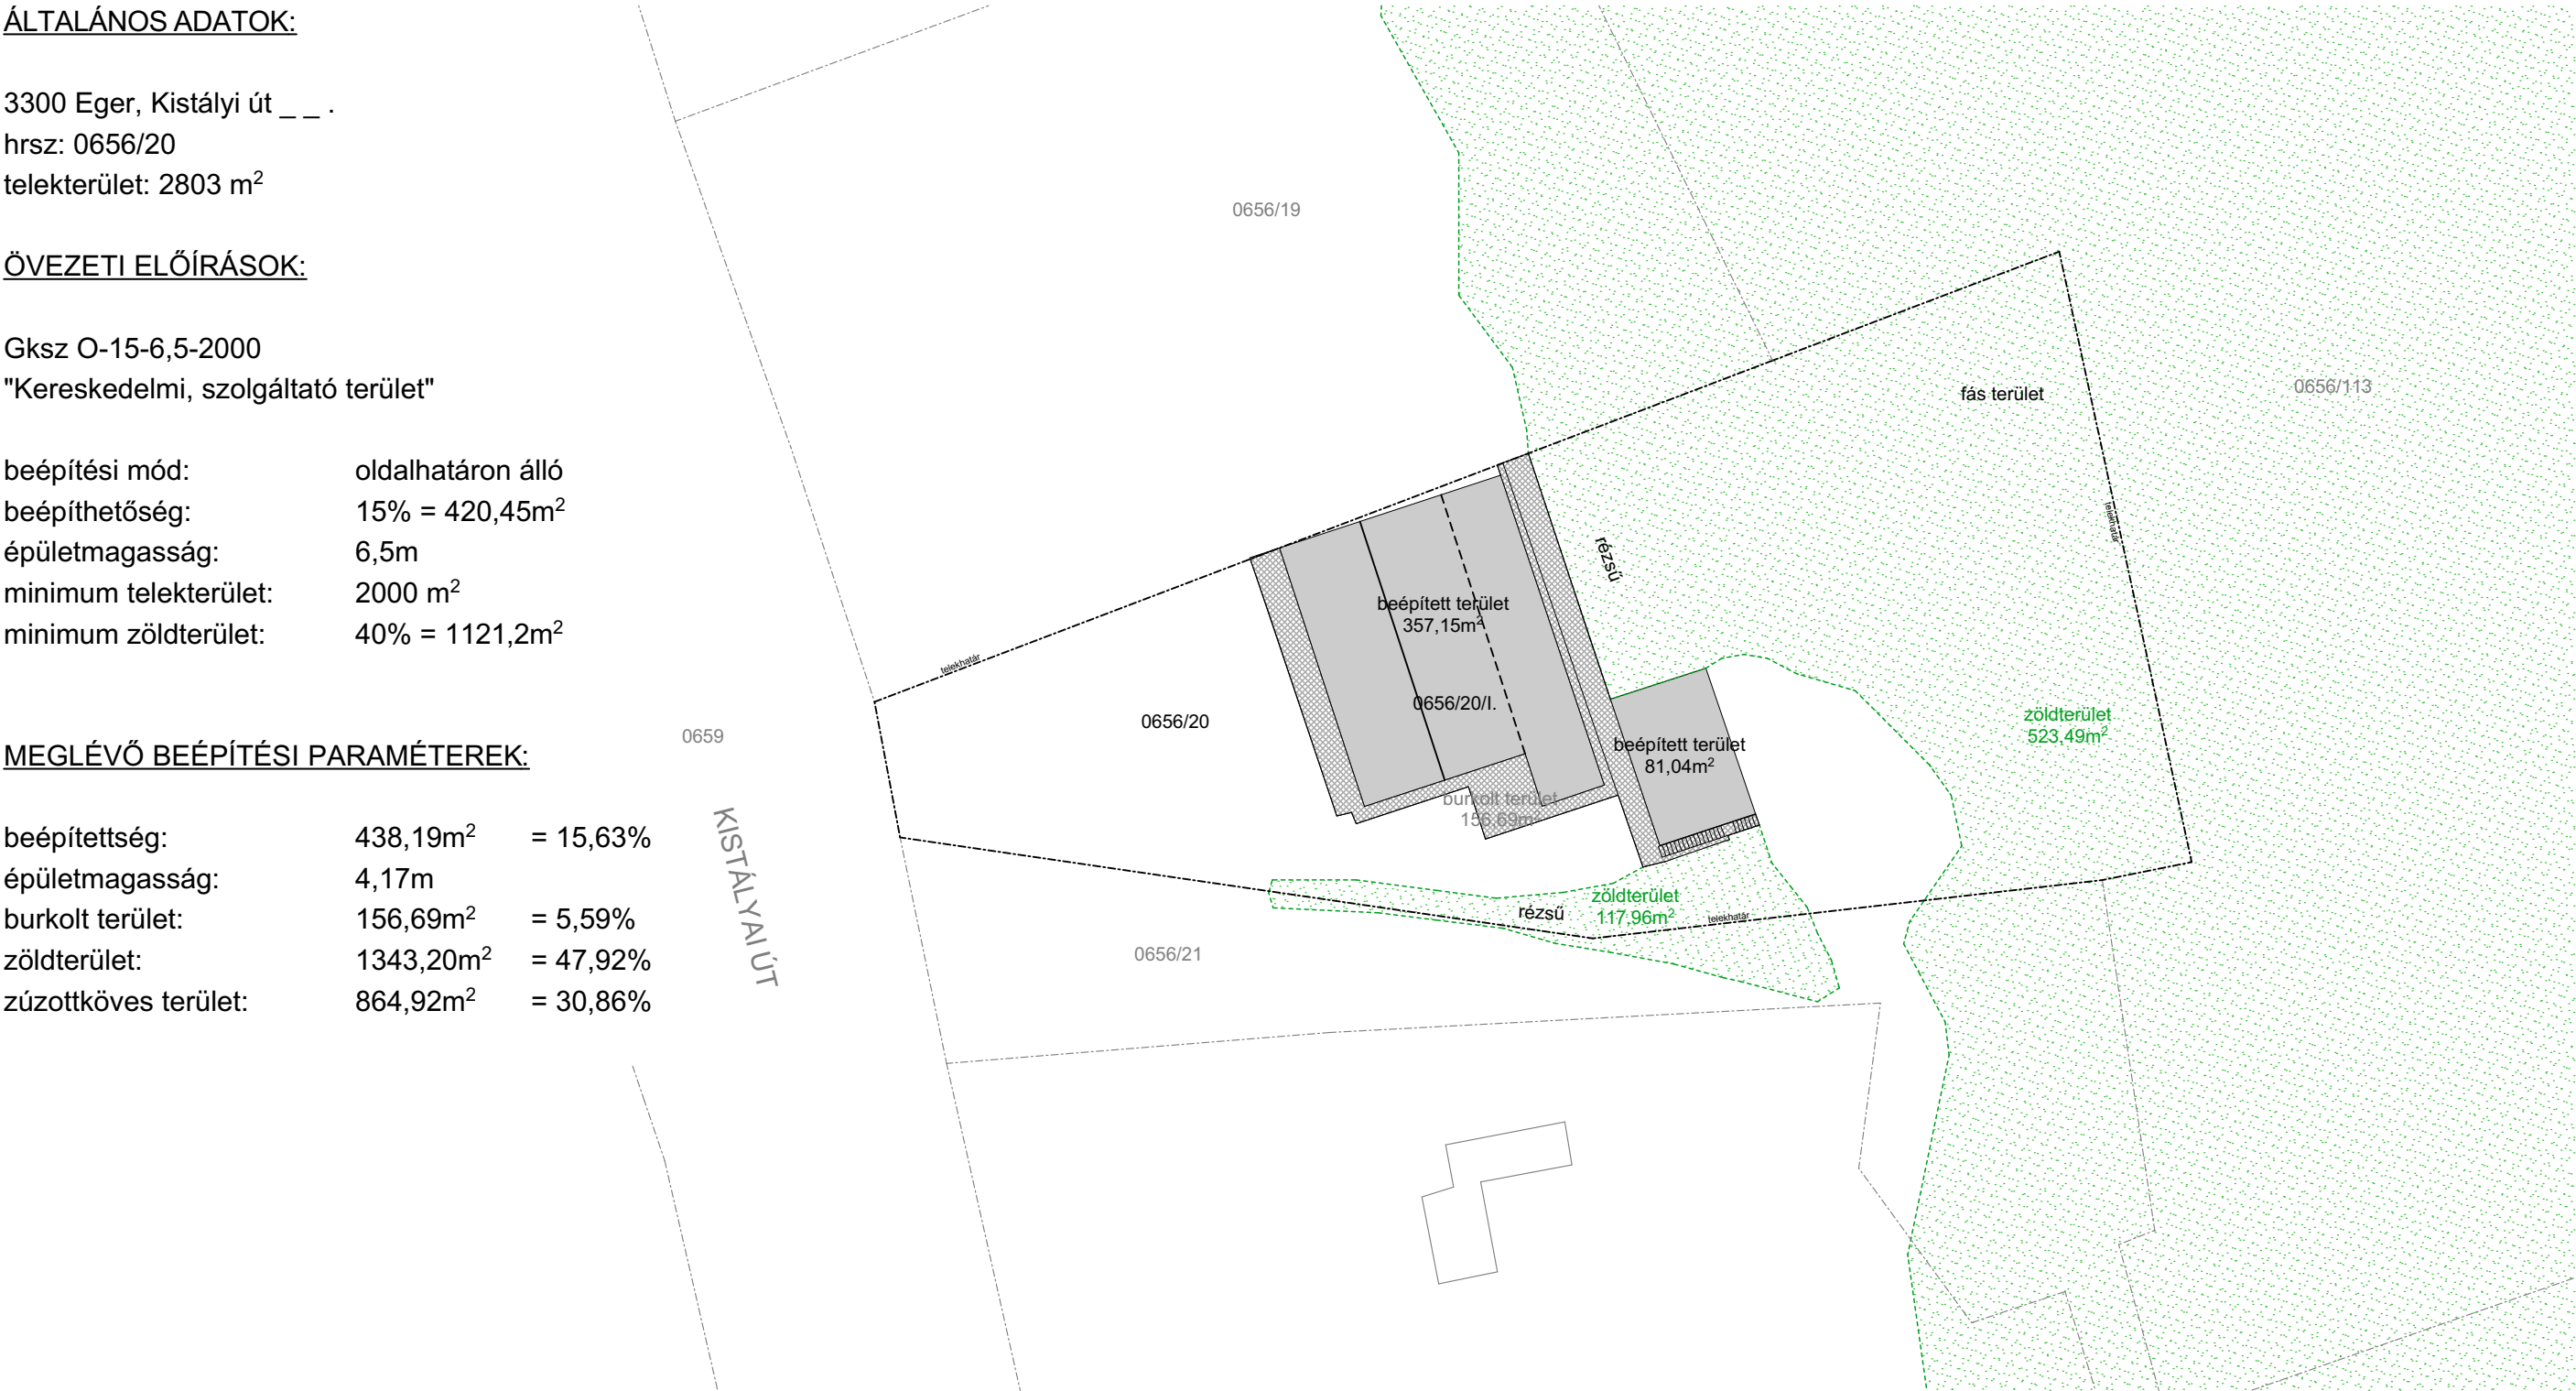 ÁLTALÁNOS ADATOK:
3300 Eger, Kistályi út _ _ .
hrsz: 0656/20
telekterület: 2803 m²
ÖVEZETI ELŐÍRÁSOK:
Gksz O-15-6,5-2000
"Kereskedelmi, szolgáltató terület"
beépítési mód: oldalhatáron álló
beépíthetőség: 15% = 420,45m²
épületmagasság: 6,5m
minimum telekterület: 2000 m²
minimum zöldterület: 40% = 1121,2m²
MEGLÉVŐ BEÉPÍTÉSI PARAMÉTEREK:
beépítettség: 438,19m² = 15,63%
épületmagasság: 4,17m
burkolt terület: 156,69m² = 5,59%
zöldterület: 1343,20m² = 47,92%
zúzottköves terület: 864,92m² = 30,86%
0656/19
fás terület
0656/113
telekhatár
rézsű
beépített terület
357,15m²
telekhatár
0656/20/I.
0656/20
0659
zöldterület
523,49m²
beépített terület
81,04m²
burkolt terület
156,69m²
KISTÁLYAI ÚT
zöldterület
117,96m²
rézsű
telekhatár
0656/21